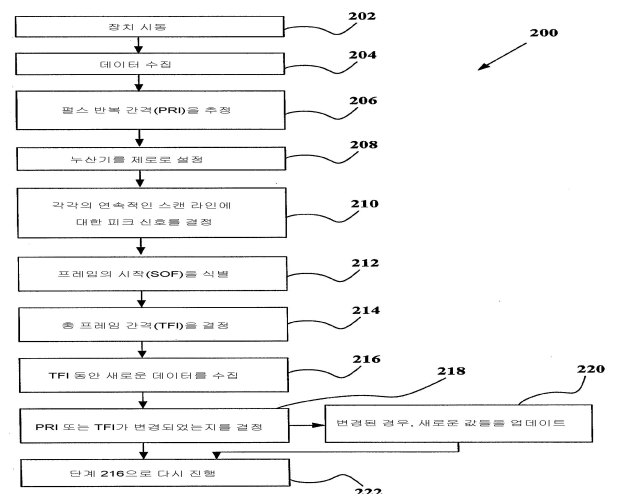 장치 시동
202
200
데이터 수집
204
펄스 반복 간격(PRI)을 추정
206
누산기를 제로로 설정
208
각각의 연속적인 스캔 라인에
대한 피크 신호를 결정
210
프레임의 시작(SOF)을 식별
212
총 프레임 간격(TFI)을 결정
214
TFI 동안 새로운 데이터를 수집
216
PRI 또는 TFI가 변경되었는지를 결정
218
변경된 경우, 새로운 값들을 업데이트
220
단계 216으로 다시 진행
222